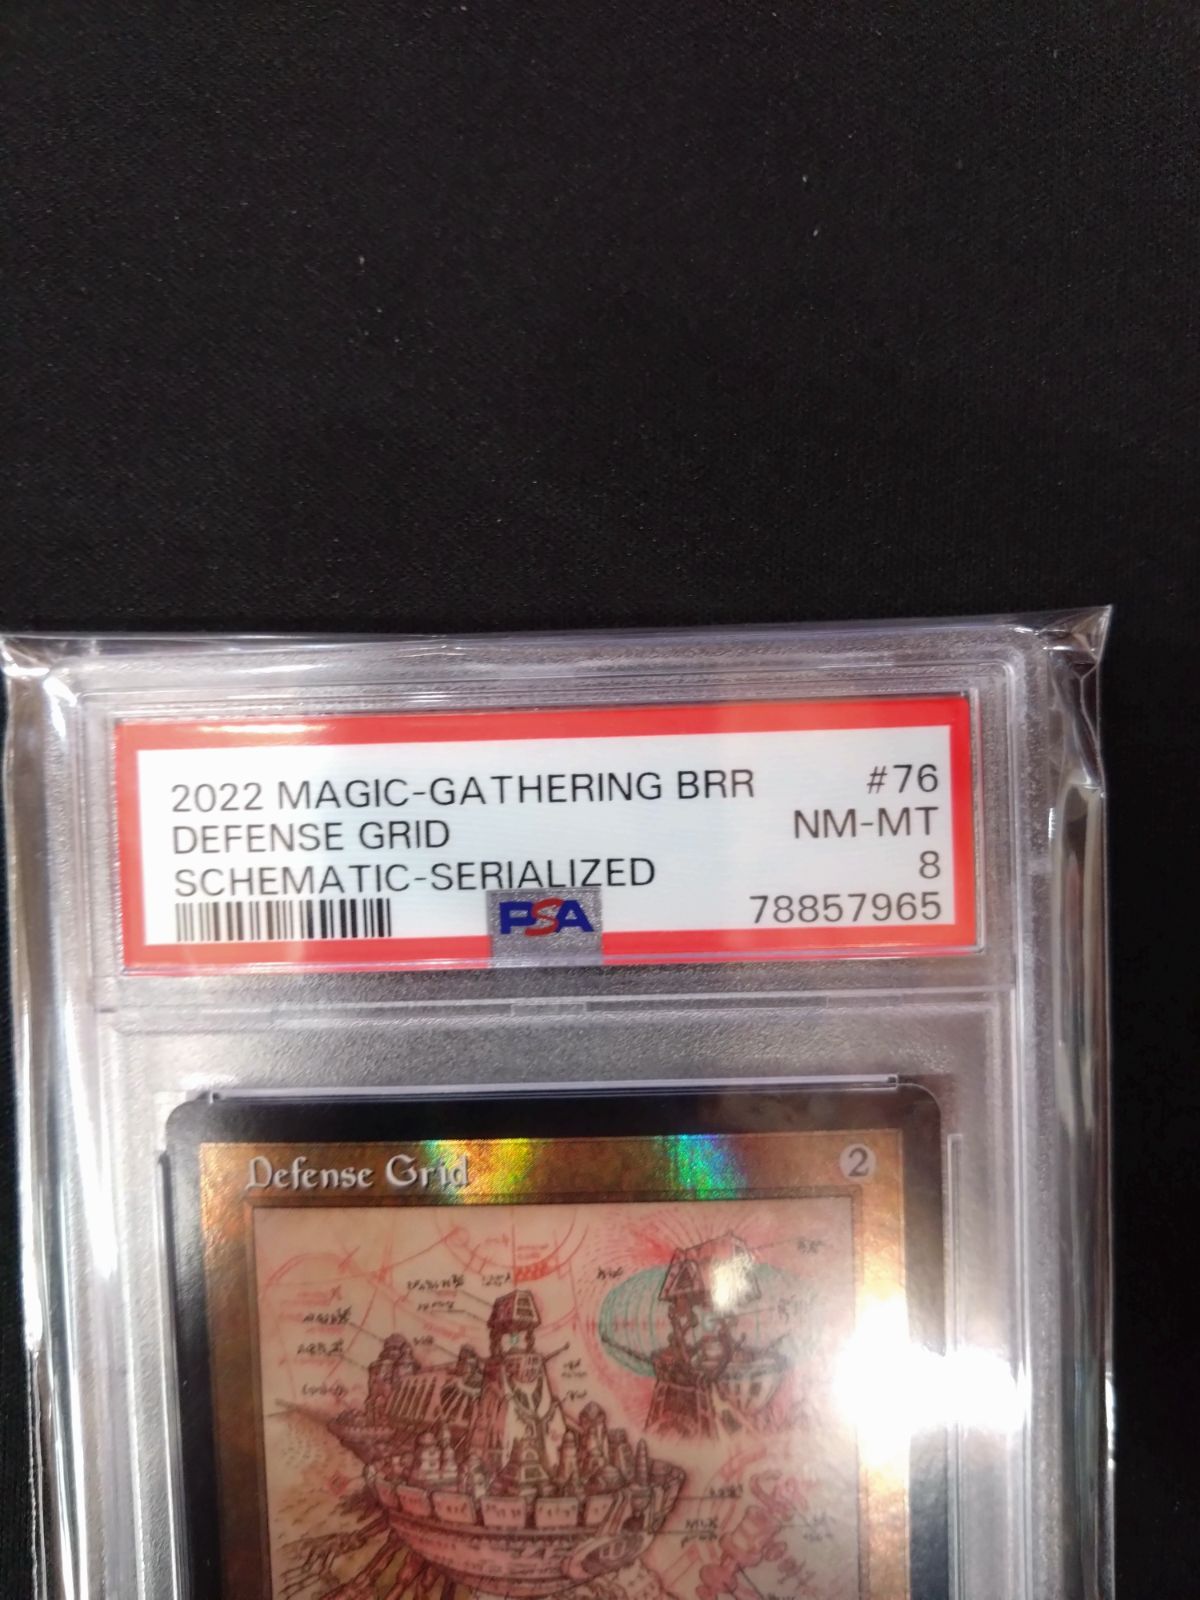 2022 MAGIC-GATHERING BRR #76
DEFENSE GRID NM-MT
SCHEMATIC-SERIALIZED 8
PSA 78857965
Defense Grid 2